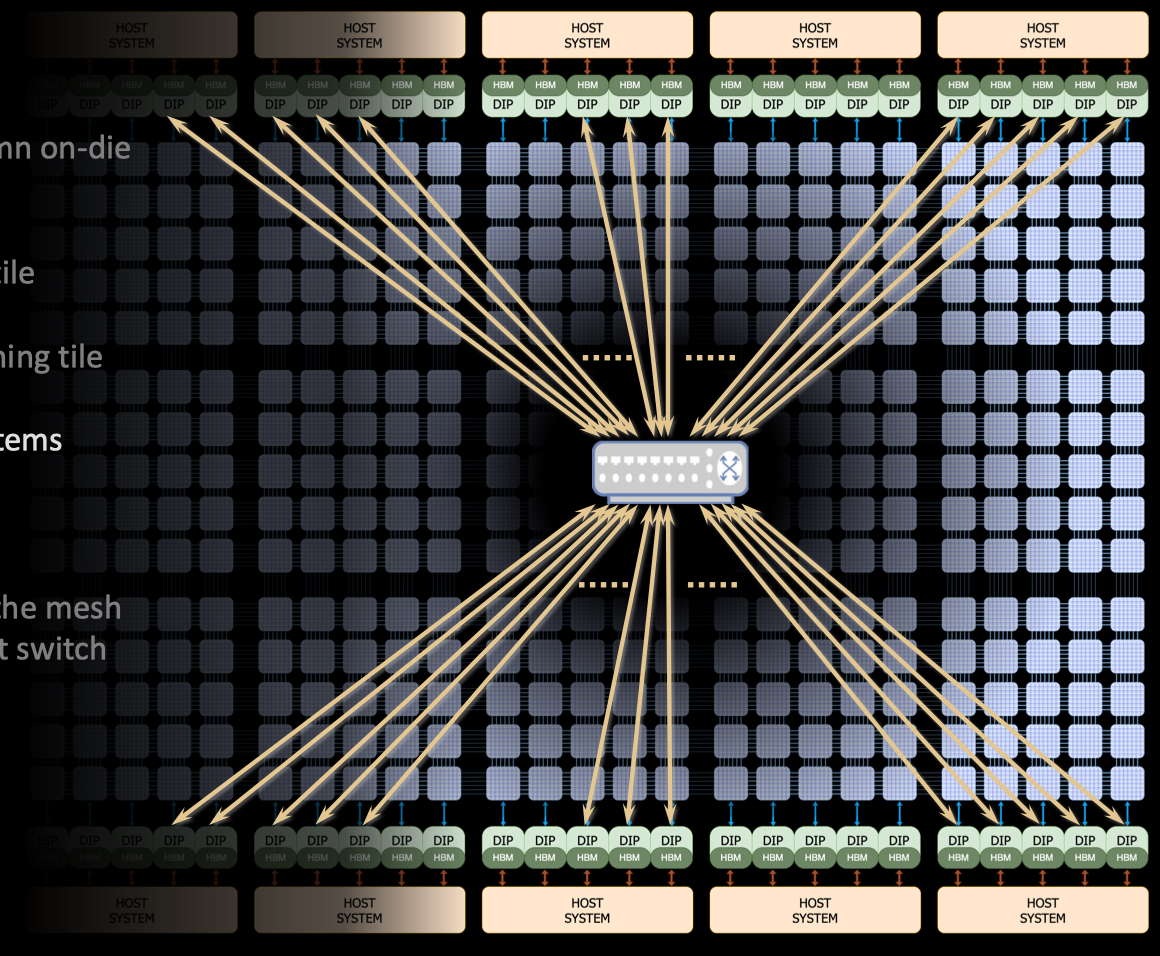 HOST
SYSTEM
HOST
SYSTEM
HOST
SYSTEM
HOST
SYSTEM
HOST
SYSTEM
HBM HBM HBM HBM HBM HBM HBM HBM HBM HBM HBM HBM HBM HBM HBM HBM HBM HBM HBM HBM HBM HBM HBM HBM
DIP DIP DIP DIP DIP DIP DIP DIP DIP DIP DIP DIP DIP DIP DIP DIP DIP DIP DIP DIP DIP DIP DIP DIP DIP
mn on-die
tile
ning tile
tems
the mesh
t switch
DIP DIP DIP DIP DIP DIP DIP DIP DIP DIP DIP DIP DIP DIP DIP DIP DIP DIP DIP DIP DIP DIP DIP DIP DIP
HBM HBM HBM HBM HBM HBM HBM HBM HBM HBM HBM HBM HBM HBM HBM HBM HBM HBM HBM HBM HBM HBM HBM HBM
HOST
SYSTEM
HOST
SYSTEM
HOST
SYSTEM
HOST
SYSTEM
HOST
SYSTEM